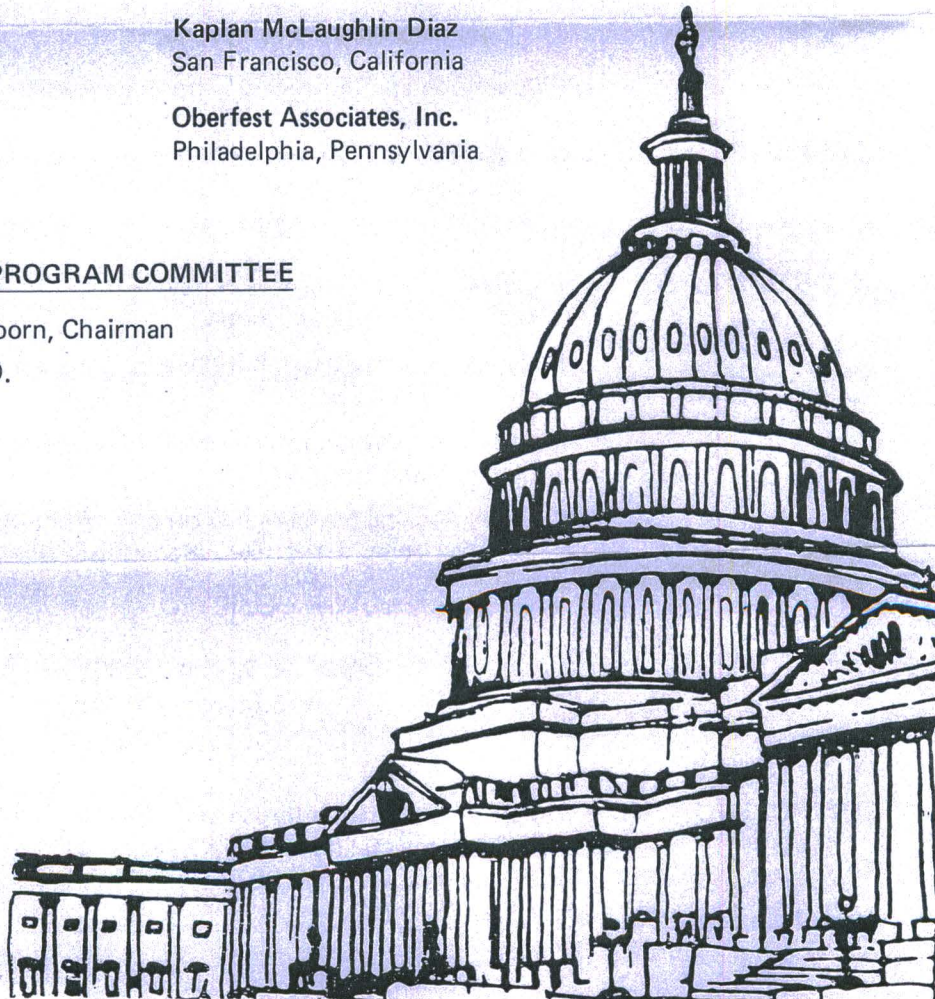 Kaplan McLaughlin Diaz
San Francisco, California
Oberfest Associates, Inc.
Philadelphia, Pennsylvania
PROGRAM COMMITTEE
born, Chairman